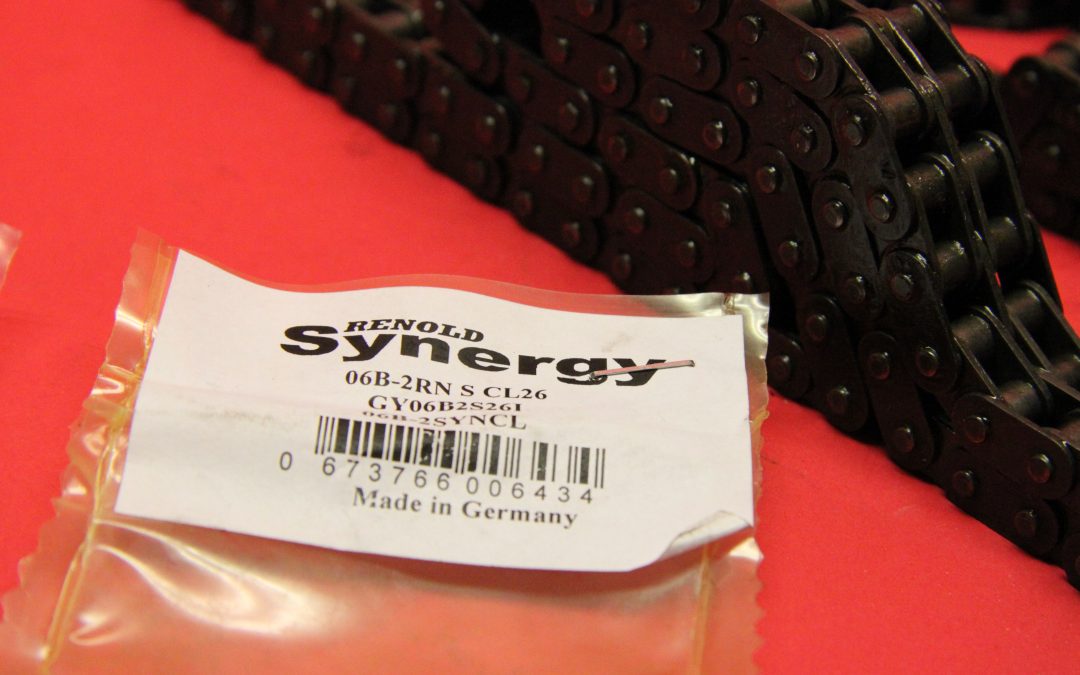 RENOLD
Synergy
06B-2RN S CL26
GY06B2S26I
06B-2SYNCL
0 673766 006434
Made in Germany